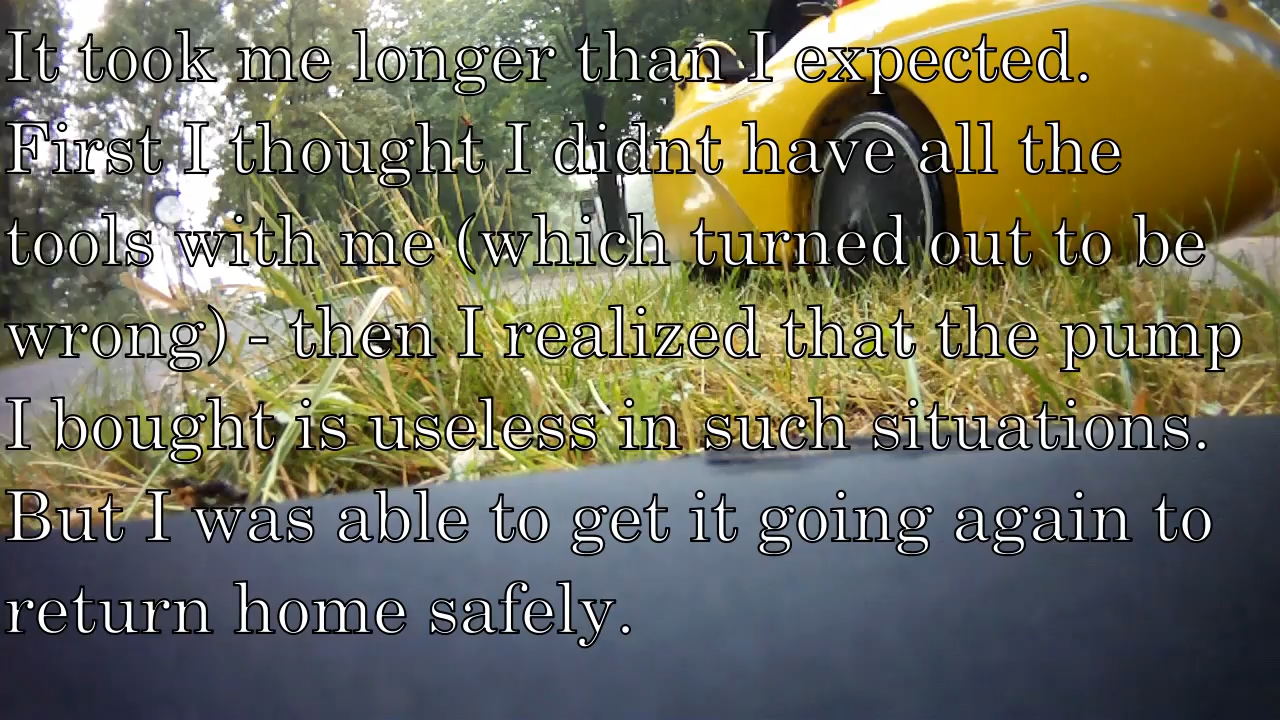 It took me longer than I expected.
First I thought I didnt have all the
tools with me (which turned out to be
wrong) - then I realized that the pump
I bought is useless in such situations.
But I was able to get it going again to
return home safely.